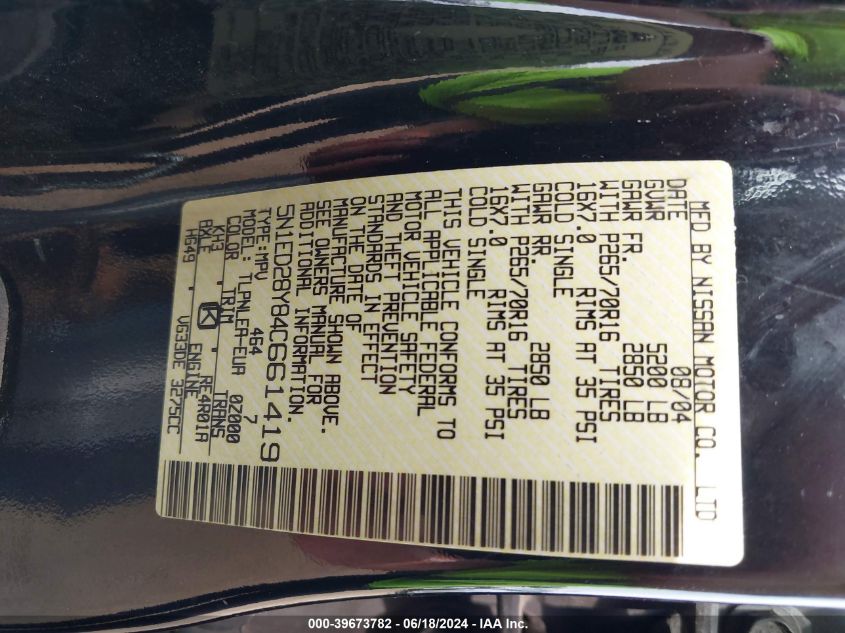 MFD BY NISSAN MOTOR CO., LTD
DATE 08/04
GVWR 5200 LB
GAWR FR. 2850 LB
WITH P265/70R16 TIRES
16X7.0 RIMS AT 35 PSI
COLD SINGLE
GAWR RR. 2850 LB
WITH P265/70R16 TIRES
16X7.0 RIMS AT 35 PSI
COLD SINGLE
THIS VEHICLE CONFORMS TO
ALL APPLICABLE FEDERAL
MOTOR VEHICLE SAFETY
AND THEFT PREVENTION
STANDARDS IN EFFECT
ON THE DATE OF
MANUFACTURE SHOWN ABOVE.
SEE OWNERS MANUAL FOR
ADDITIONAL INFORMATION.
5N1ED28Y84C661419
TYPE:MPV 464 7
MODEL: TLPNLEA-EUA 0Z000
COLOR TRIM TRANS
KH3 K RE4R01A
AXLE ENGINE
HG49 VG33DE 3275CC
000-39673782 - 06/18/2024 - IAA Inc.